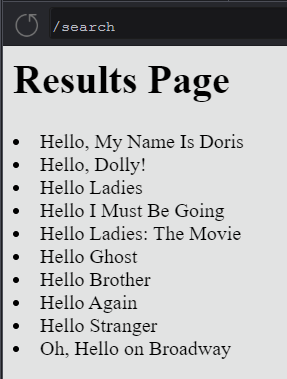 /search
Results Page
Hello, My Name Is Doris
Hello, Dolly!
Hello Ladies
Hello I Must Be Going
Hello Ladies: The Movie
Hello Ghost
Hello Brother
Hello Again
Hello Stranger
Oh, Hello on Broadway